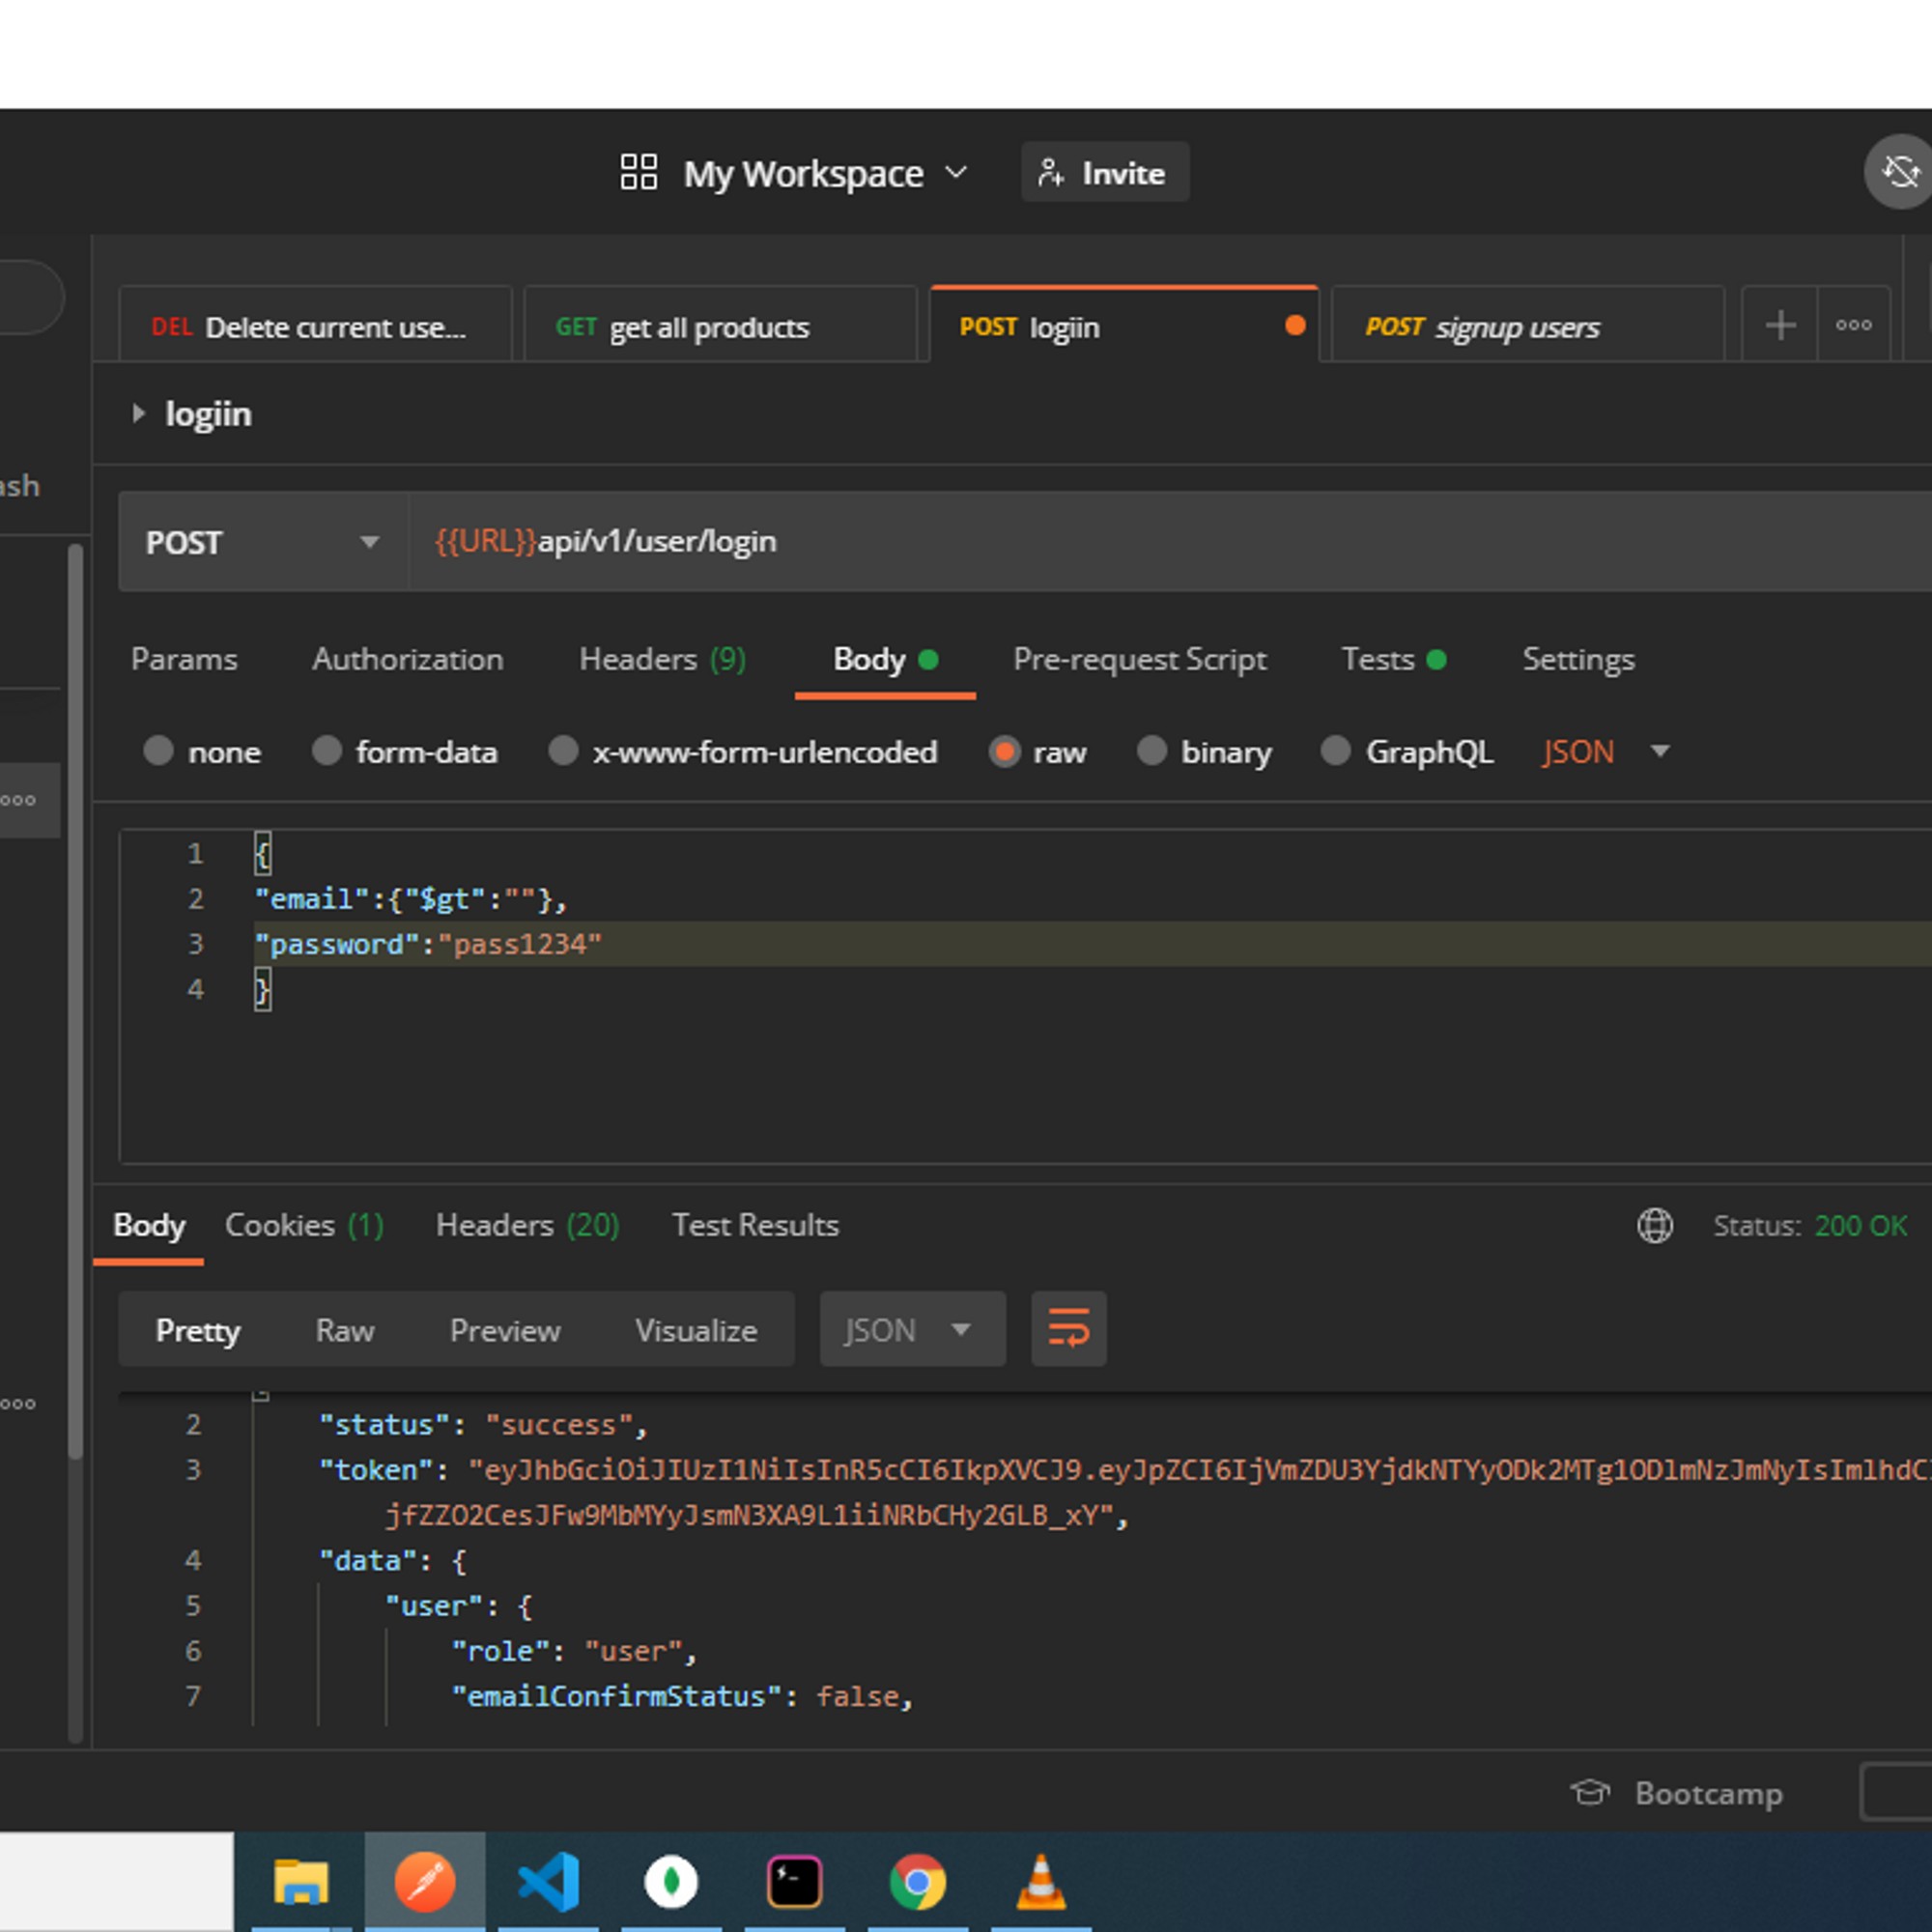 My Workspace
Invite
DEL Delete current use...
GET get all products
POST logiin
POST signup users
logiin
ash
POST
{{URL}}api/v1/user/login
Params Authorization Headers (9) Body Pre-request Script Tests Settings
none form-data x-www-form-urlencoded raw binary GraphQL JSON
1 {
2 "email":{"$gt":""},
3 "password":"pass1234"
4 }
Body Cookies (1) Headers (20) Test Results Status: 200 OK
Pretty Raw Preview Visualize JSON
2 "status": "success",
3 "token": "eyJhbGciOiJIUzI1NiIsInR5cCI6IkpXVCJ9.eyJpZCI6IjVmZDU3YjdkNTYyODk2MTg1ODlmNzJmNyIsImlhdCI
jfZZO2CesJFw9MbMYyJsmN3XA9L1iiNRbCHy2GLB_xY",
4 "data": {
5 "user": {
6 "role": "user",
7 "emailConfirmStatus": false,
Bootcamp